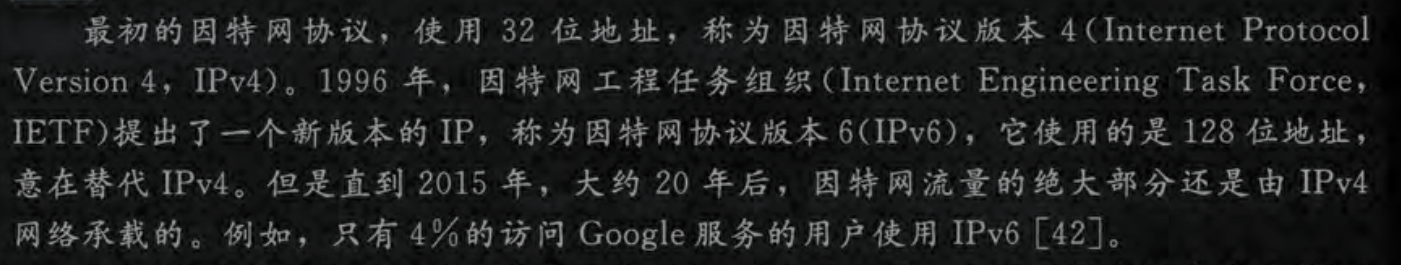 最初的因特网协议，使用 32 位地址，称为因特网协议版本 4(Internet Protocol
Version 4，IPv4)。1996 年，因特网工程任务组织(Internet Engineering Task Force，
IETF)提出了一个新版本的 IP，称为因特网协议版本 6(IPv6)，它使用的是 128 位地址，
意在替代 IPv4。但是直到 2015 年，大约 20 年后，因特网流量的绝大部分还是由 IPv4
网络承载的。例如，只有 4%的访问 Google 服务的用户使用 IPv6 [42]。